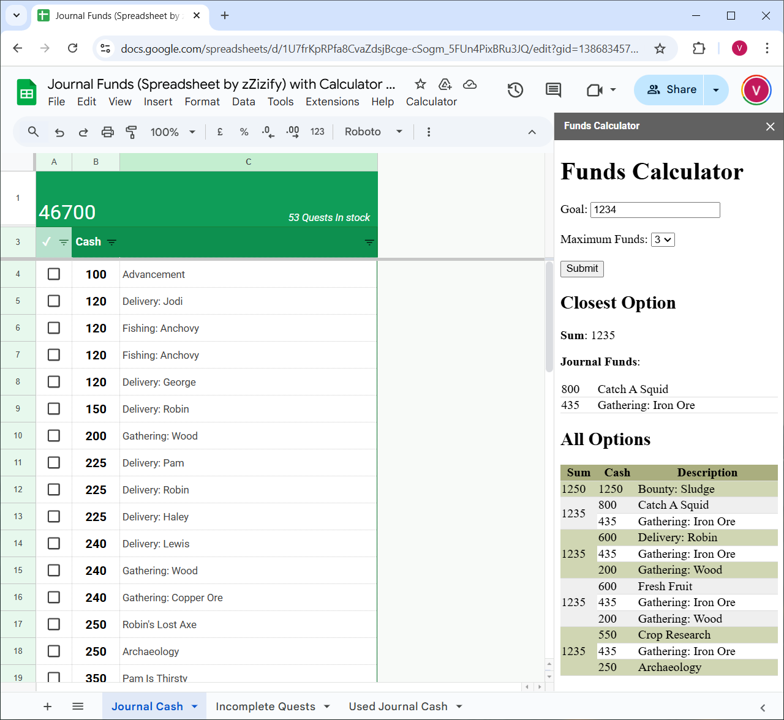 Journal Funds (Spreadsheet by z
docs.google.com/spreadsheets/d/1U7frKpRPfa8CvaZdsjBcge-cSogm_5FUn4PixBRu3JQ/edit?gid=138683457...
V
Journal Funds (Spreadsheet by zZizify) with Calculator ...
File Edit View Insert Format Data Tools Extensions Help Calculator
Share
V
100%
£ % .0 .00 123
Roboto
Funds Calculator
A B C
1 46700 53 Quests In stock
3 ✓ Cash
4 100 Advancement
5 120 Delivery: Jodi
6 120 Fishing: Anchovy
7 120 Fishing: Anchovy
8 120 Delivery: George
9 150 Delivery: Robin
10 200 Gathering: Wood
11 225 Delivery: Pam
12 225 Delivery: Robin
13 225 Delivery: Haley
14 240 Delivery: Lewis
15 240 Gathering: Wood
16 240 Gathering: Copper Ore
17 250 Robin's Lost Axe
18 250 Archaeology
19 350 Pam Is Thirsty
Funds Calculator
Goal: 1234
Maximum Funds: 3
Submit
Closest Option
Sum: 1235
Journal Funds:
800 Catch A Squid
435 Gathering: Iron Ore
All Options
Sum Cash Description
1250 1250 Bounty: Sludge
1235 800 Catch A Squid
435 Gathering: Iron Ore
1235 600 Delivery: Robin
435 Gathering: Iron Ore
200 Gathering: Wood
1235 600 Fresh Fruit
435 Gathering: Iron Ore
200 Gathering: Wood
1235 550 Crop Research
435 Gathering: Iron Ore
250 Archaeology
Journal Cash Incomplete Quests Used Journal Cash